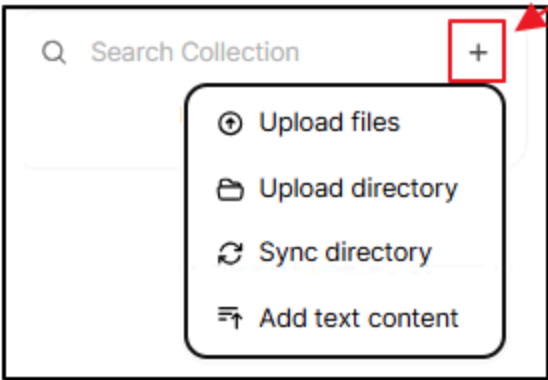 Search Collection
Upload files
Upload directory
Sync directory
Add text content